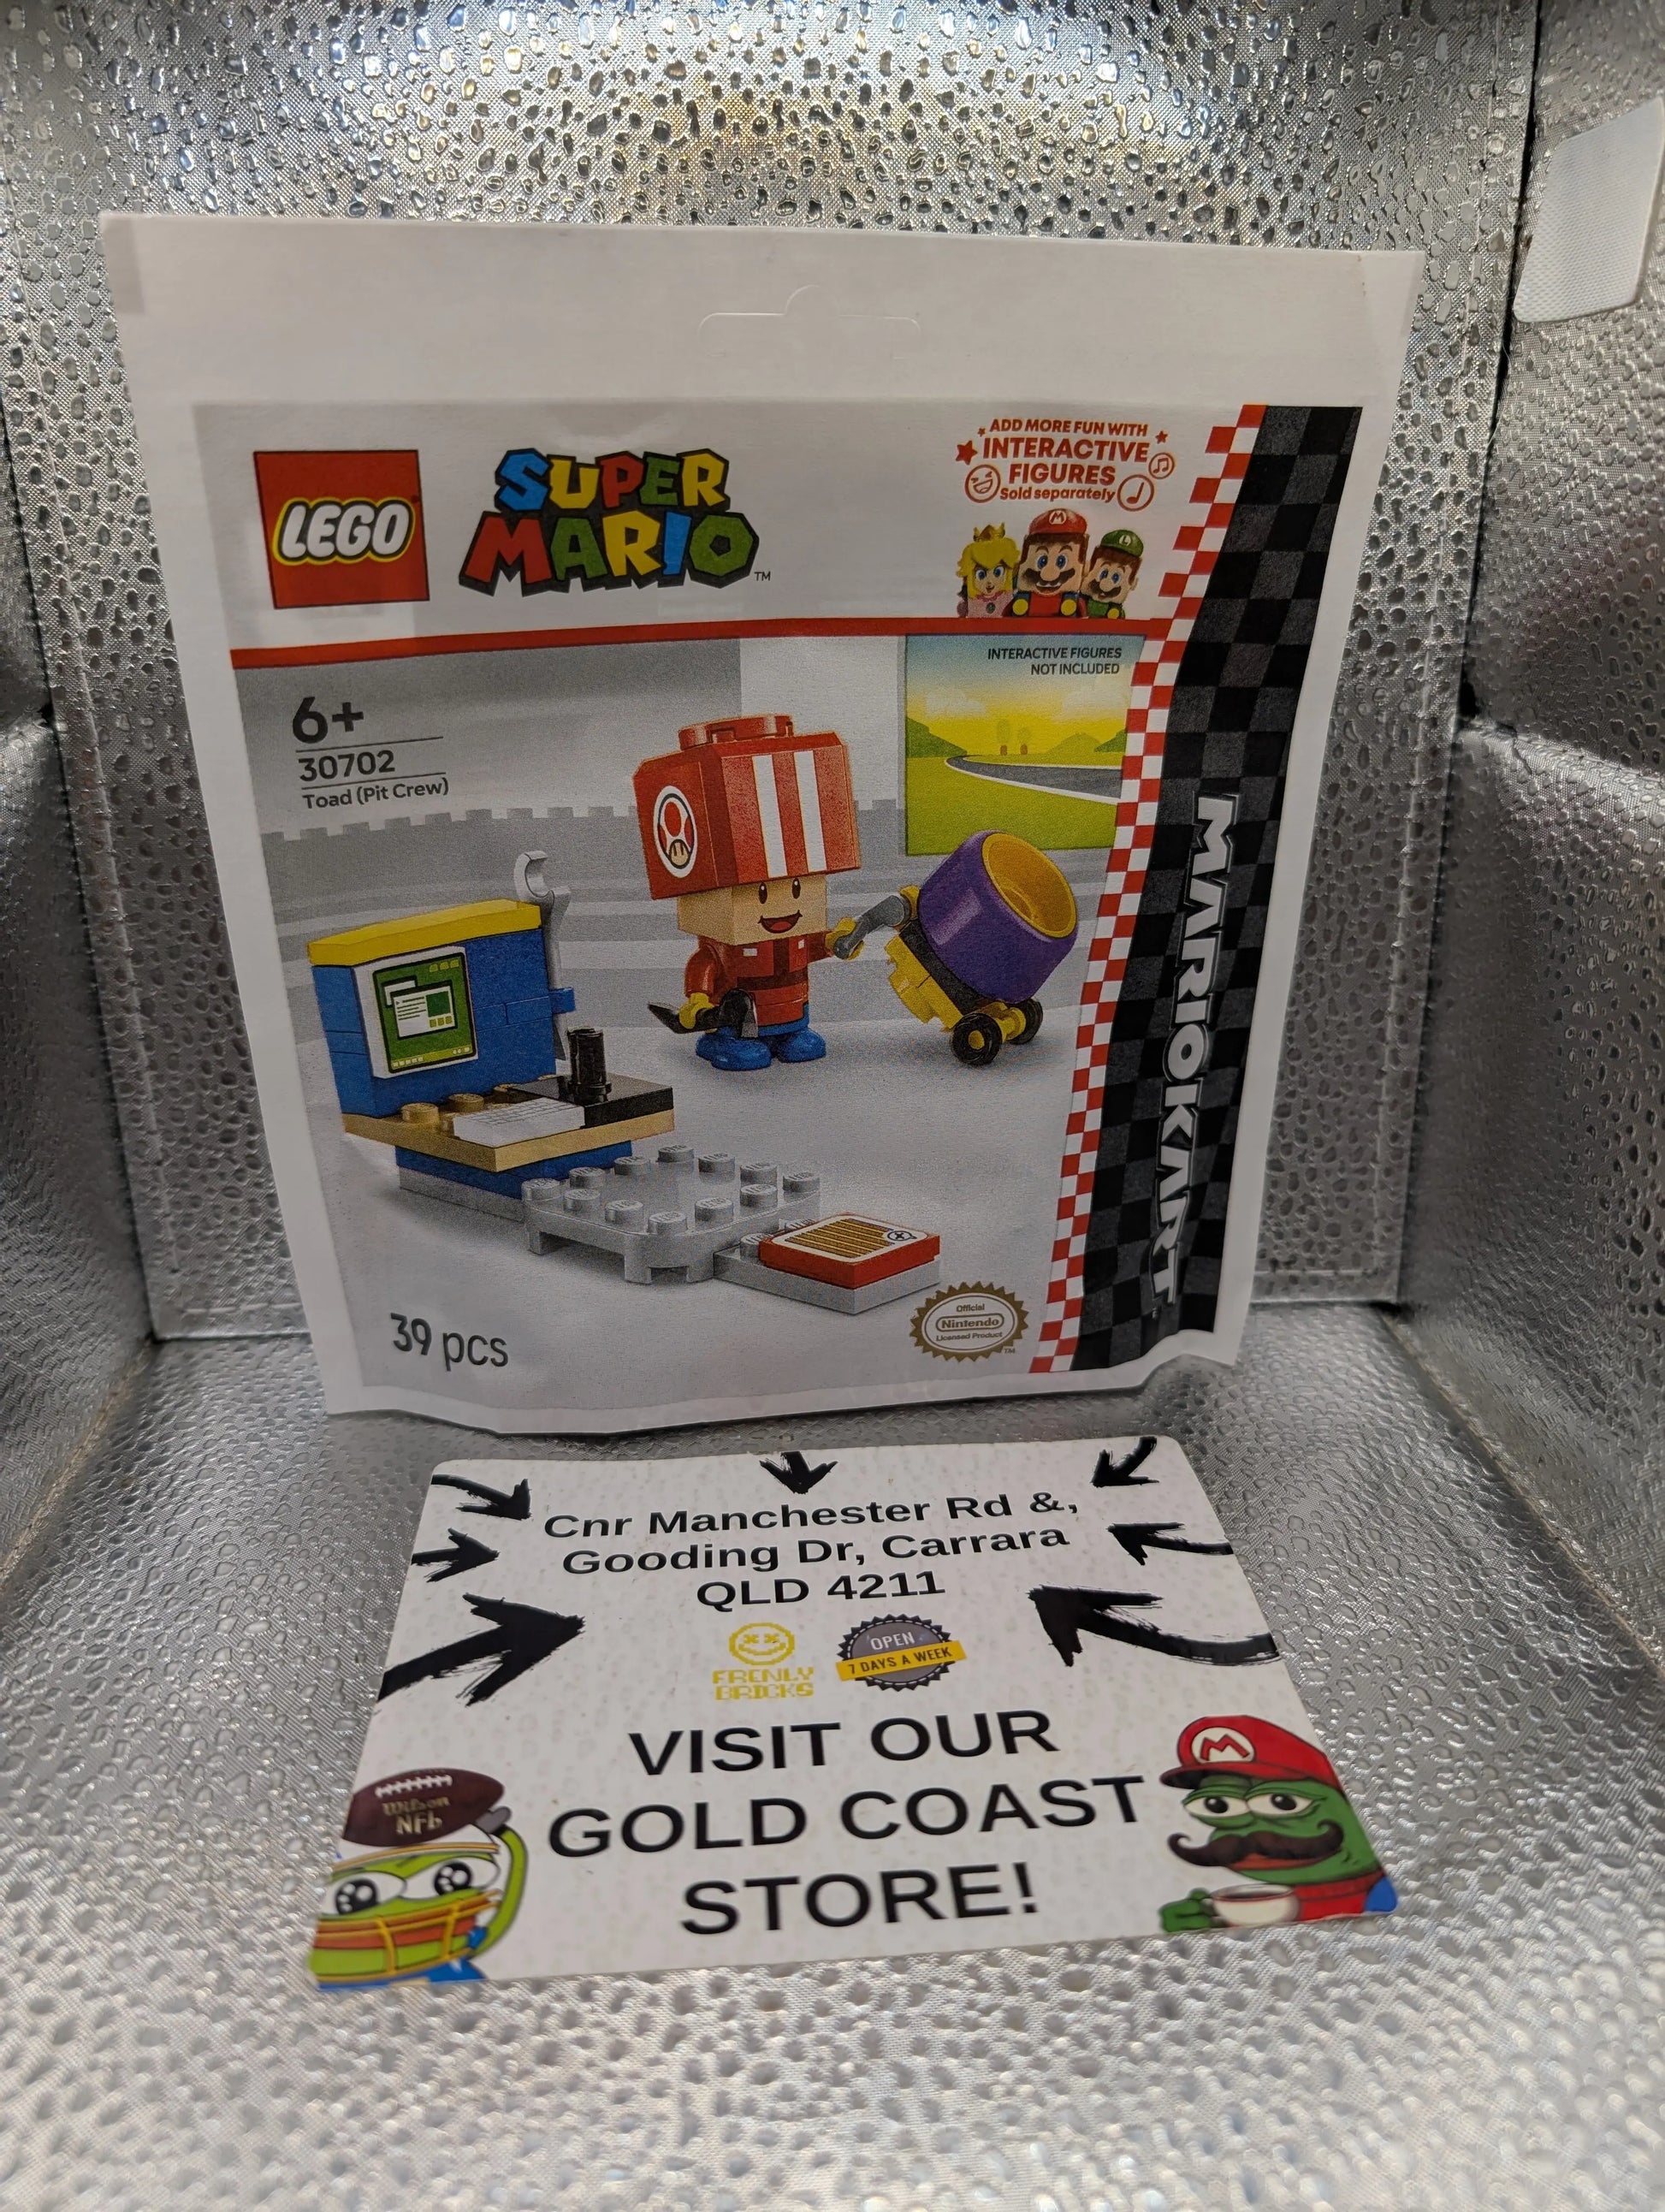 LEGO
SUPER
MARIO
™
ADD MORE FUN WITH
INTERACTIVE
FIGURES
Sold separately
M
L
INTERACTIVE FIGURES
NOT INCLUDED
6+
30702
Toad (Pit Crew)
MARIOKART
39 pcs
Official
Nintendo
Licensed Product
™
Cnr Manchester Rd &,
Gooding Dr, Carrara
QLD 4211
FRENLY
BRICKS
OPEN
7 DAYS A WEEK
VISIT OUR
GOLD COAST
STORE!
Wilson
NFL
M